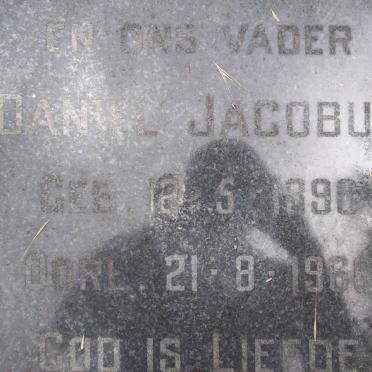 EN ONS VADER
DANIEL JACOBU
GEB. 12.5.1890
OORL. 21.8.196
GOD IS LIEFDE